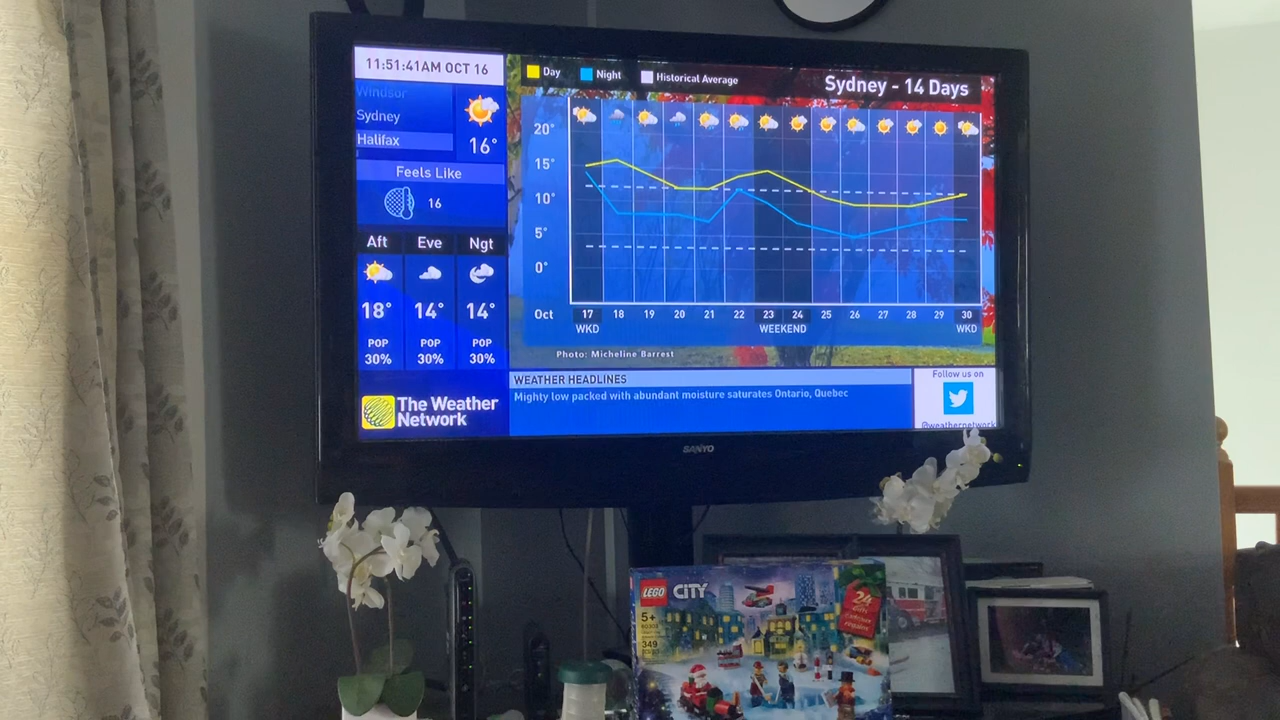 11:51:41AM OCT 16
Windsor
Sydney
Halifax
16°
Feels Like
16
Aft Eve Ngt
18° 14° 14°
POP POP POP
30% 30% 30%
The Weather
Network
Day Night Historical Average
Sydney - 14 Days
20°
15°
10°
5°
0°
Oct 17 18 19 20 21 22 23 24 25 26 27 28 29 30
WKD WEEKEND WKD
Photo: Micheline Barrest
WEATHER HEADLINES
Mighty low packed with abundant moisture saturates Ontario, Quebec
Follow us on
@weathernetwork
SANYO
LEGO CITY
5+
349
24